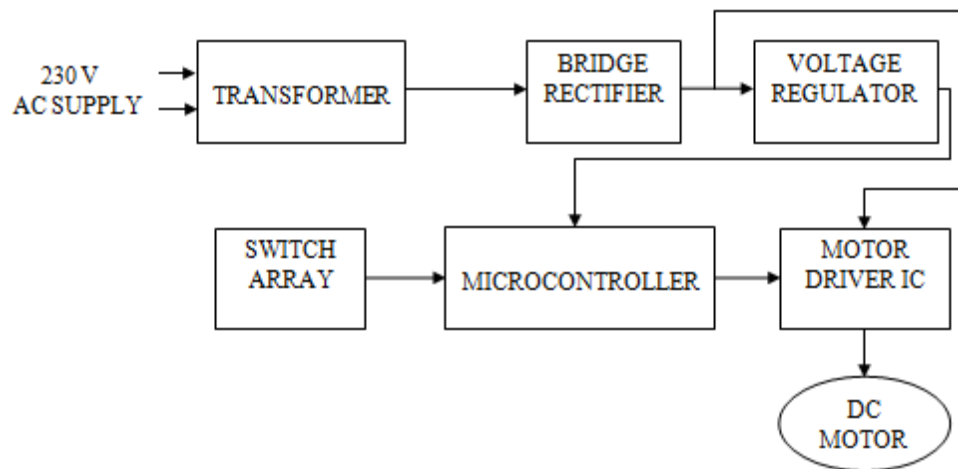 230 V
AC SUPPLY
TRANSFORMER
BRIDGE
RECTIFIER
VOLTAGE
REGULATOR
SWITCH
ARRAY
MICROCONTROLLER
MOTOR
DRIVER IC
DC
MOTOR